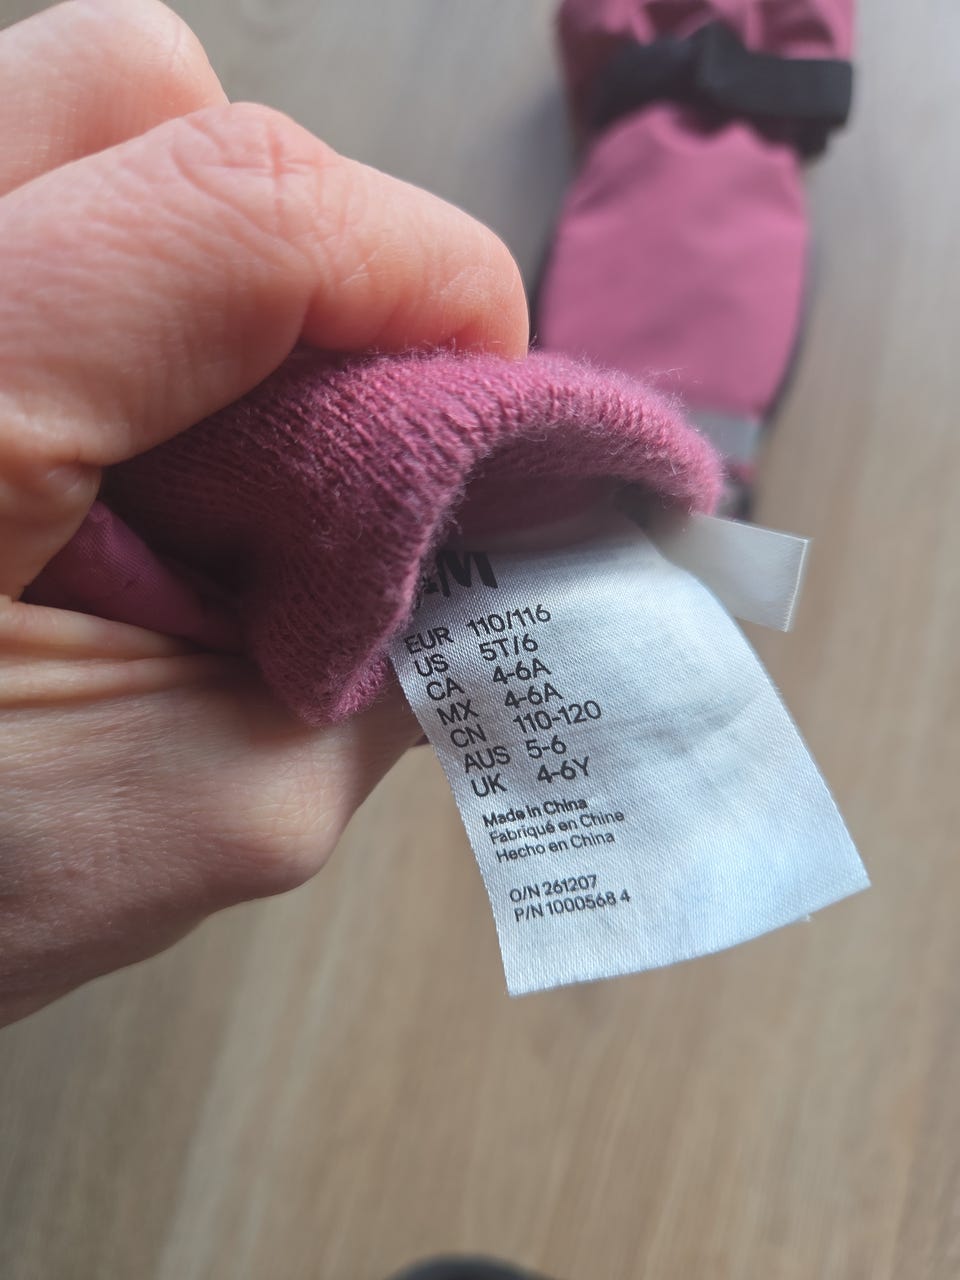 &M
EUR 110/116
US 5T/6
CA 4-6A
MX 4-6A
CN 110-120
AUS 5-6
UK 4-6Y
Made in China
Fabriqué en Chine
Hecho en China
O/N 261207
P/N 1000568 4